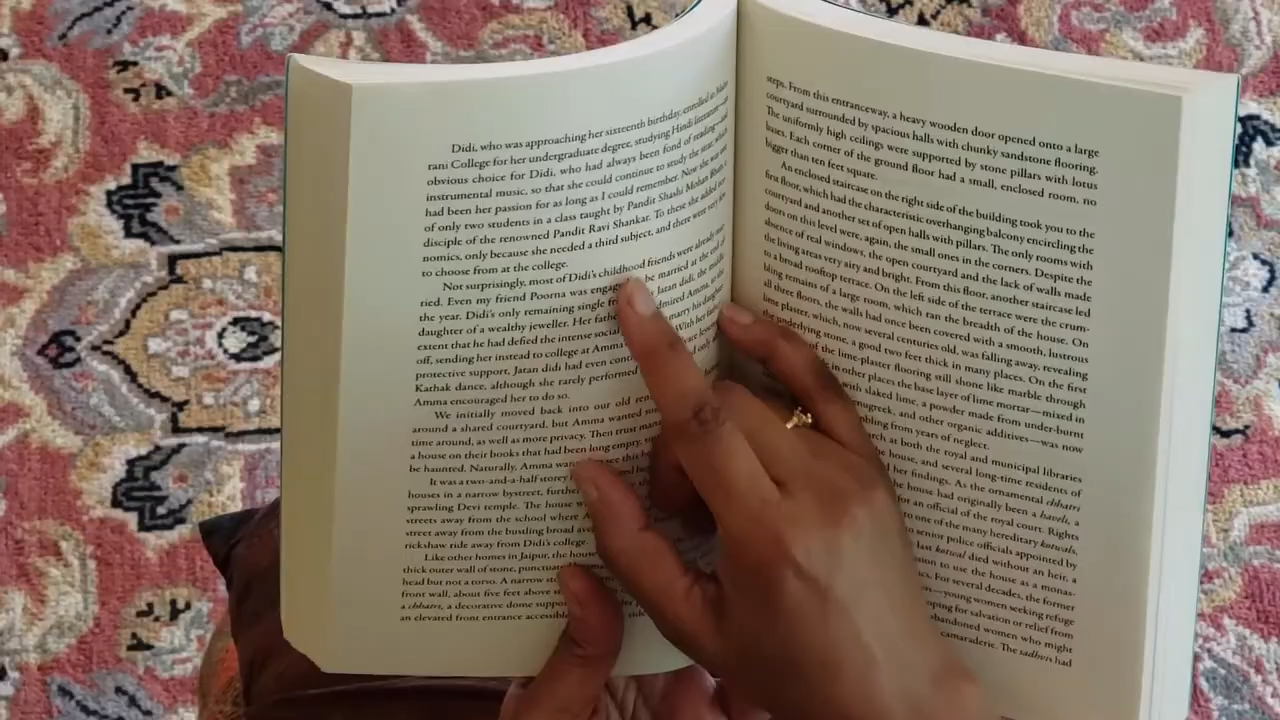 Didi, who was approaching her sixteenth birthday, enrolled in
rani College for her undergraduate degree, studying Hindi literature—
obvious choice for Didi, who had always been fond of reading—
instrumental music, so that she could continue to study the sitar, which
had been her passion for as long as I could remember. Now she was one
of only two students in a class taught by Pandit Shashi Mohan Bhatt, a
disciple of the renowned Pandit Ravi Shankar. To these she added
nomics, only because she needed a third subject, and there were very few
to choose from at the college.
Not surprisingly, most of Didi's childhood friends were already
ried. Even my friend Poorna was engaged be married at the end of
the year. Didi's only remaining single Jatan didi, the middle
daughter of a wealthy jeweller. Her admired Amma, to the
extent that he had defied the intense social marry his daughter
off, sending her instead to college at Amma's With her
protective support, Jatan didi had even lessons
Kathak dance, although she rarely performed and only
Amma encouraged her to do so.
We initially moved back into our old
around a shared courtyard, but Amma wanted
time around, as well as more privacy. Then trust
a house on their books that had been long empty,
be haunted. Naturally, Amma see this
It was a two-and-a-half storey
houses in a narrow bystreet, further
sprawling Devi temple. The house
streets away from the school where
from the bustling broad
rickshaw ride away from Didi's college.
Like other homes in Jaipur, the house
thick outer wall of stone, punctuated
head but not a torso. A narrow
front wall, about five feet above
a chhatri, a decorative dome
an elevated front entrance accessible
steps. From this entranceway, a heavy wooden door opened onto a large
courtyard surrounded by spacious halls with chunky sandstone flooring.
The uniformly high ceilings were supported by stone pillars with lotus
bases. Each corner of the ground floor had a small, enclosed room, no
bigger than ten feet square.
An enclosed staircase on the right side of the building took you to the
first floor, which had the characteristic overhanging balcony encircling the
courtyard and another set of open halls with pillars. The only rooms with
doors on this level were, again, the small ones in the corners. Despite the
absence of real windows, the open courtyard and the lack of walls made
the living areas very airy and bright. From this floor, another staircase led
to a broad rooftop terrace. On the left side of the terrace were the crum-
bling remains of a large room, which ran the breadth of the house. On
all three floors, the walls had once been covered with a smooth, lustrous
lime plaster, which, now several centuries old, was falling away, revealing
the underlying stone, a good two feet thick in many places. On the first
of the lime-plaster flooring still shone like marble through
in other places the base layer of lime mortar—mixed in
with slaked lime, a powder made from under-burnt
and other organic additives—was now
from years of neglect.
at both the royal and municipal libraries
house, and several long-time residents of
her findings. As the ornamental chhatri
the house had originally been a haveli, a
for an official of the royal court. Rights
to one of the many hereditary kotwals,
senior police officials appointed by
last kotwal died without an heir, a
to use the house as a monas-
For several decades, the former
—young women seeking refuge
for salvation or relief from
abandoned women who might
camaraderie. The sadhvis had